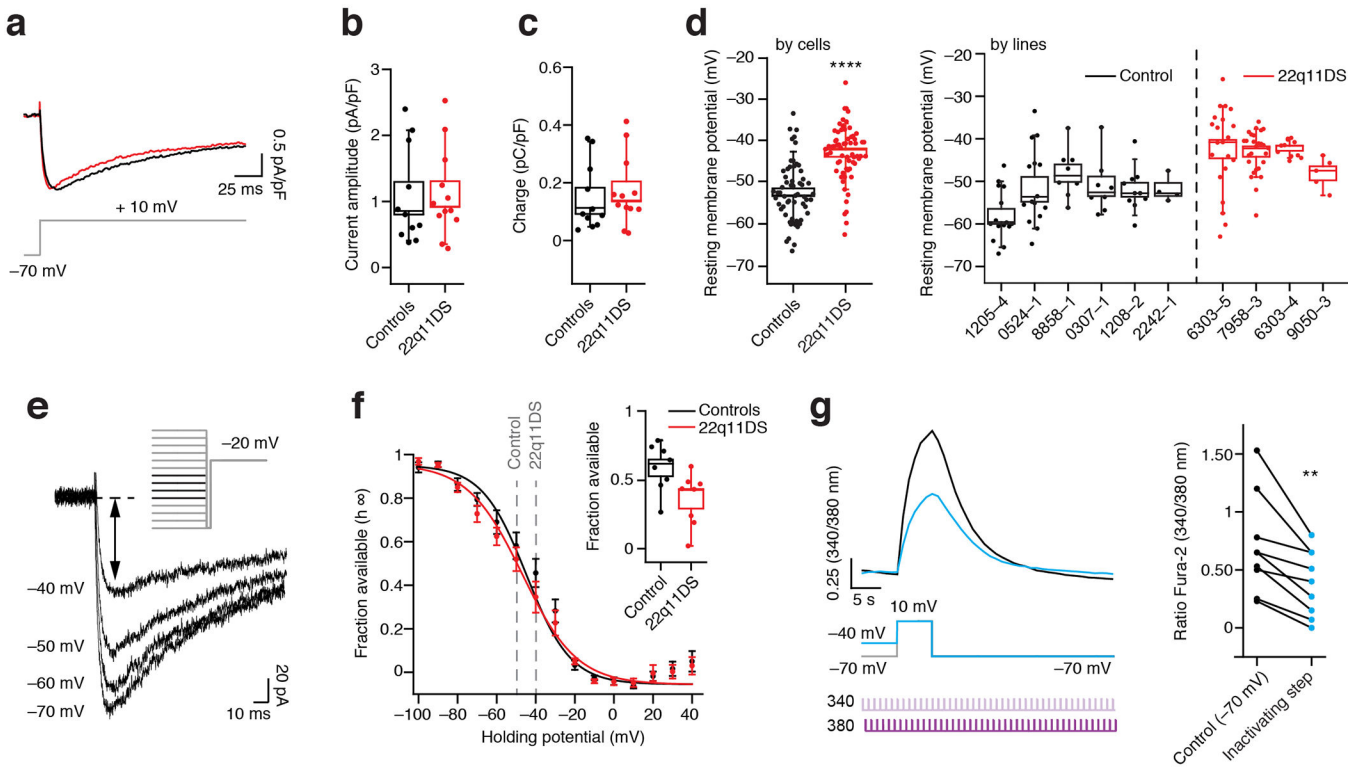 a
0.5 pA/pF
25 ms
+ 10 mV
–70 mV
b
Current amplitude (pA/pF)
3
2
1
0
Controls
22q11DS
c
Charge (pC/pF)
0.6
0.4
0.2
0
Controls
22q11DS
d
by cells
Resting membrane potential (mV)
–20
–30
–40
–50
–60
–70
****
Controls
22q11DS
by lines
Resting membrane potential (mV)
–20
–30
–40
–50
–60
–70
Control
22q11DS
1205–4
0524–1
8858–1
0307–1
1208–2
2242–1
6303–5
7958–3
6303–4
9050–3
e
–20 mV
–40 mV
–50 mV
–60 mV
–70 mV
20 pA
10 ms
f
Fraction available (h ∞)
1.0
0.8
0.6
0.4
0.2
0
–100
–80
–60
–40
–20
0
20
40
Holding potential (mV)
Control
22q11DS
Controls
22q11DS
Fraction available
1
0.5
0
Control
22q11DS
g
0.25 (340/380 nm)
5 s
10 mV
–40 mV
–70 mV
–70 mV
340
380
Ratio Fura-2 (340/380 nm)
1.50
1.00
0.50
0
**
Control (–70 mV)
Inactivating step